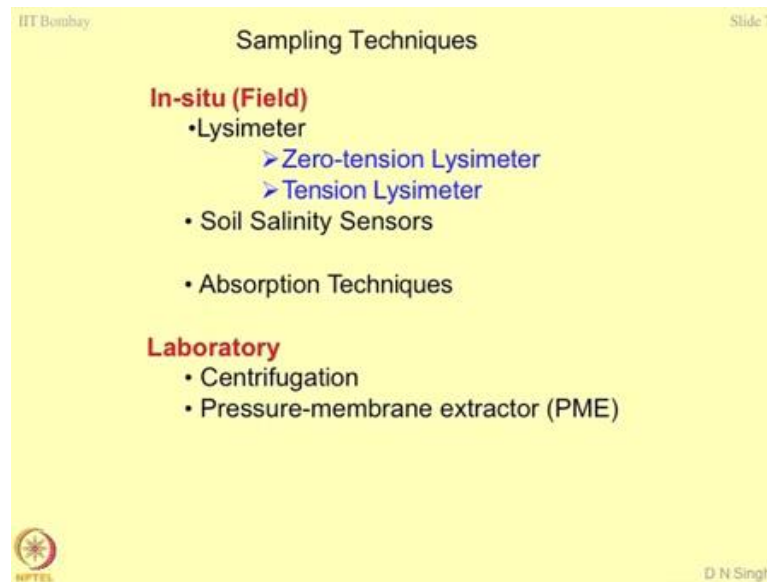 IIT Bombay
Slide
Sampling Techniques
In-situ (Field)
•Lysimeter
➢Zero-tension Lysimeter
➢Tension Lysimeter
• Soil Salinity Sensors
• Absorption Techniques
Laboratory
• Centrifugation
• Pressure-membrane extractor (PME)
NPTEL
D N Singh